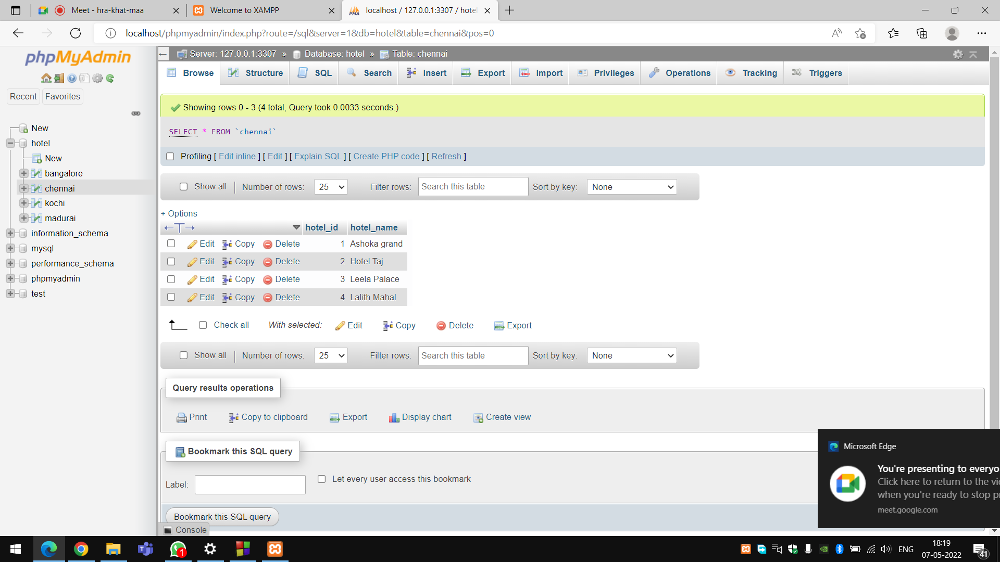 Meet - hra-khat-maa
Welcome to XAMPP
localhost / 127.0.0.1:3307 / hotel
localhost/phpmyadmin/index.php?route=/sql&server=1&db=hotel&table=chennai&pos=0
phpMyAdmin
Recent
Favorites
New
hotel
New
bangalore
chennai
kochi
madurai
information_schema
mysql
performance_schema
phpmyadmin
test
Server: 127.0.0.1:3307 » Database: hotel » Table: chennai
Browse Structure SQL Search Insert Export Import Privileges Operations Tracking Triggers
Showing rows 0 - 3 (4 total, Query took 0.0033 seconds.)
SELECT * FROM `chennai`
Profiling [ Edit inline ] [ Edit ] [ Explain SQL ] [ Create PHP code ] [ Refresh ]
Show all Number of rows: 25 Filter rows: Search this table Sort by key: None
+ Options
←T→ hotel_id hotel_name
Edit Copy Delete 1 Ashoka grand
Edit Copy Delete 2 Hotel Taj
Edit Copy Delete 3 Leela Palace
Edit Copy Delete 4 Lalith Mahal
Check all With selected: Edit Copy Delete Export
Show all Number of rows: 25 Filter rows: Search this table Sort by key: None
Query results operations
Print Copy to clipboard Export Display chart Create view
Bookmark this SQL query
Label: Let every user access this bookmark
Bookmark this SQL query
Console
Microsoft Edge
You're presenting to everyo
Click here to return to the vi
when you're ready to stop p
meet.google.com
1
ENG
18:19
07-05-2022
41